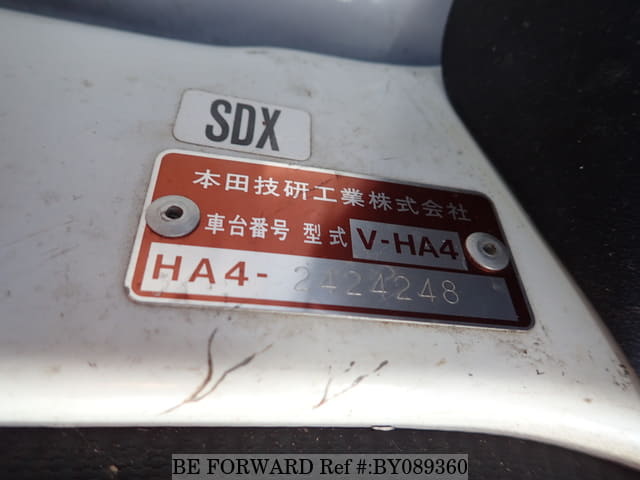 SDX
本田技研工業株式会社
車台番号 型式 V-HA4
HA4- 2424248
BE FORWARD Ref #:BY089360